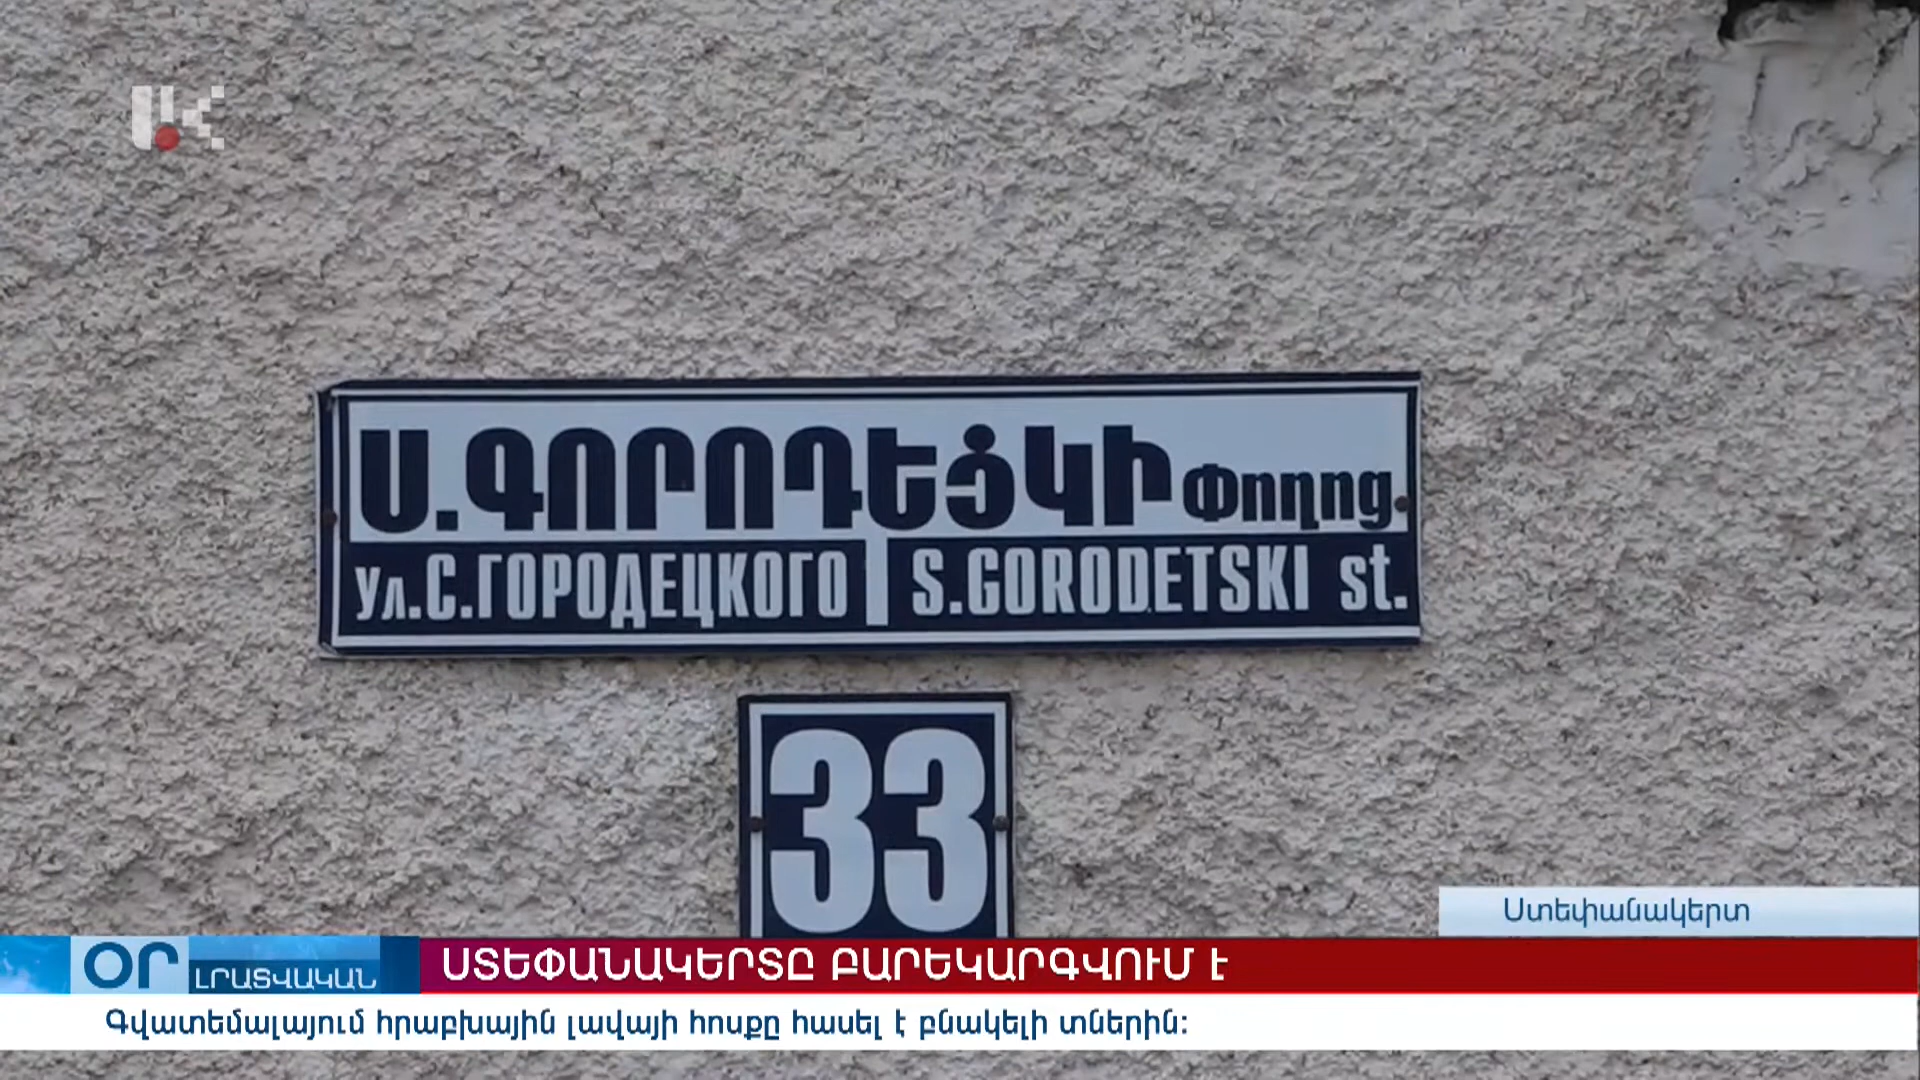 Ս.ԳՈՐՈԴԵՑԿԻ Փողոց
Ул.С.ГОРОДЕЦКОГО
S.GORODETSKI st.
33
Ստեփանակերտ
ՕՐ ԼՐԱՏՎԱԿԱՆ
ՍՏԵՓԱՆԱԿԵՐՏԸ ԲԱՐԵԿԱՐԳՎՈՒՄ է
Գվատեմալայում հրաբխային լավայի հոսքը հասել է բնակելի տներին: